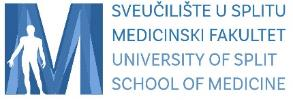 SVEUČILIŠTE U SPLITU
MEDICINSKI FAKULTET
UNIVERSITY OF SPLIT
SCHOOL OF MEDICINE